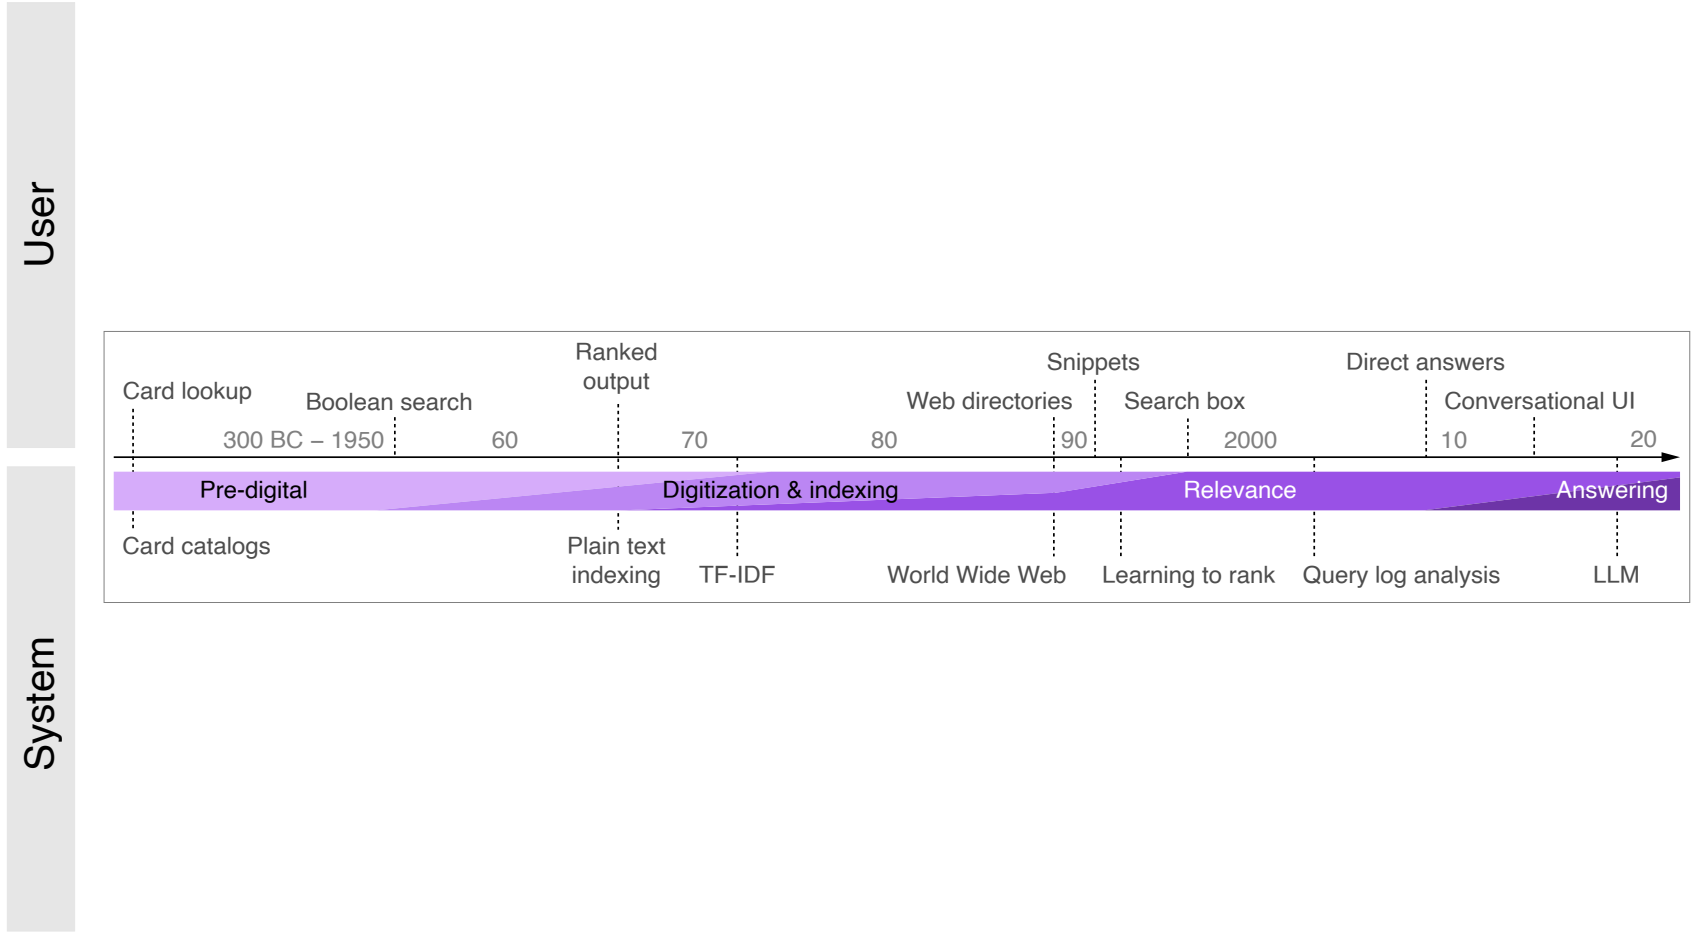 User
System
Ranked
output
Snippets
Direct answers
Card lookup
Boolean search
Web directories
Search box
Conversational UI
300 BC – 1950
60
70
80
90
2000
10
20
Pre-digital
Digitization & indexing
Relevance
Answering
Card catalogs
Plain text
indexing
TF-IDF
World Wide Web
Learning to rank
Query log analysis
LLM